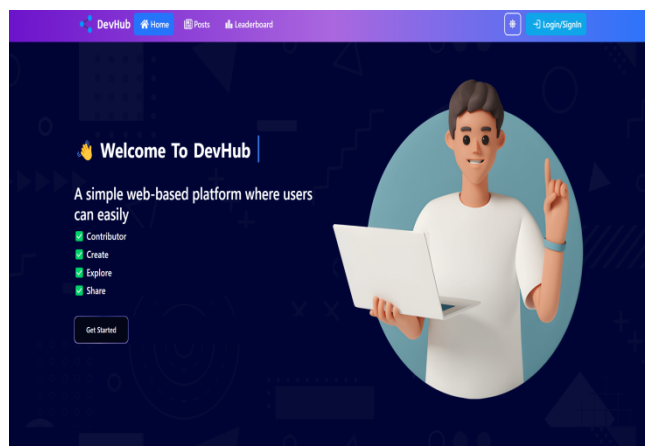 DevHub
Home
Posts
Leaderboard
Login/SignIn
👋 Welcome To DevHub
A simple web-based platform where users
can easily
✅ Contributor
✅ Create
✅ Explore
✅ Share
Get Started